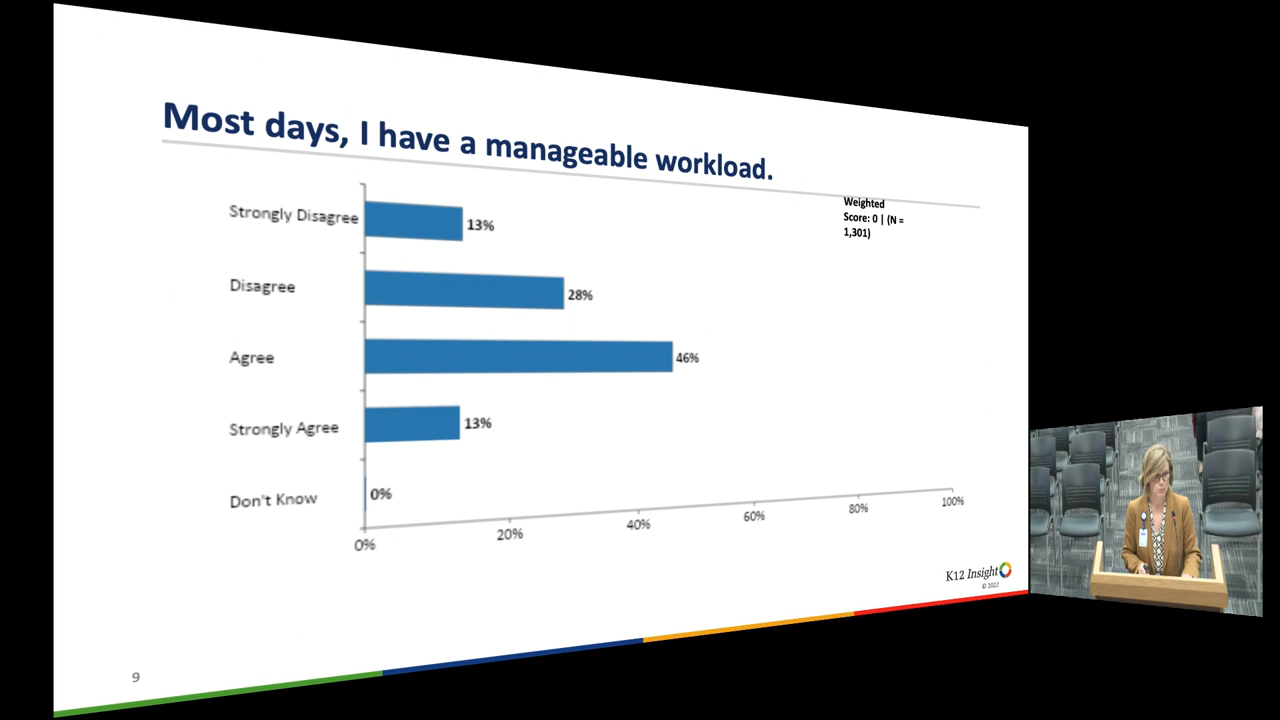 Most days, I have a manageable workload.
Weighted
Score: 0 | (N =
1,301)
Strongly Disagree 13%
Disagree 28%
Agree 46%
Strongly Agree 13%
Don't Know 0%
0% 20% 40% 60% 80% 100%
K12 Insight
© 2022
9